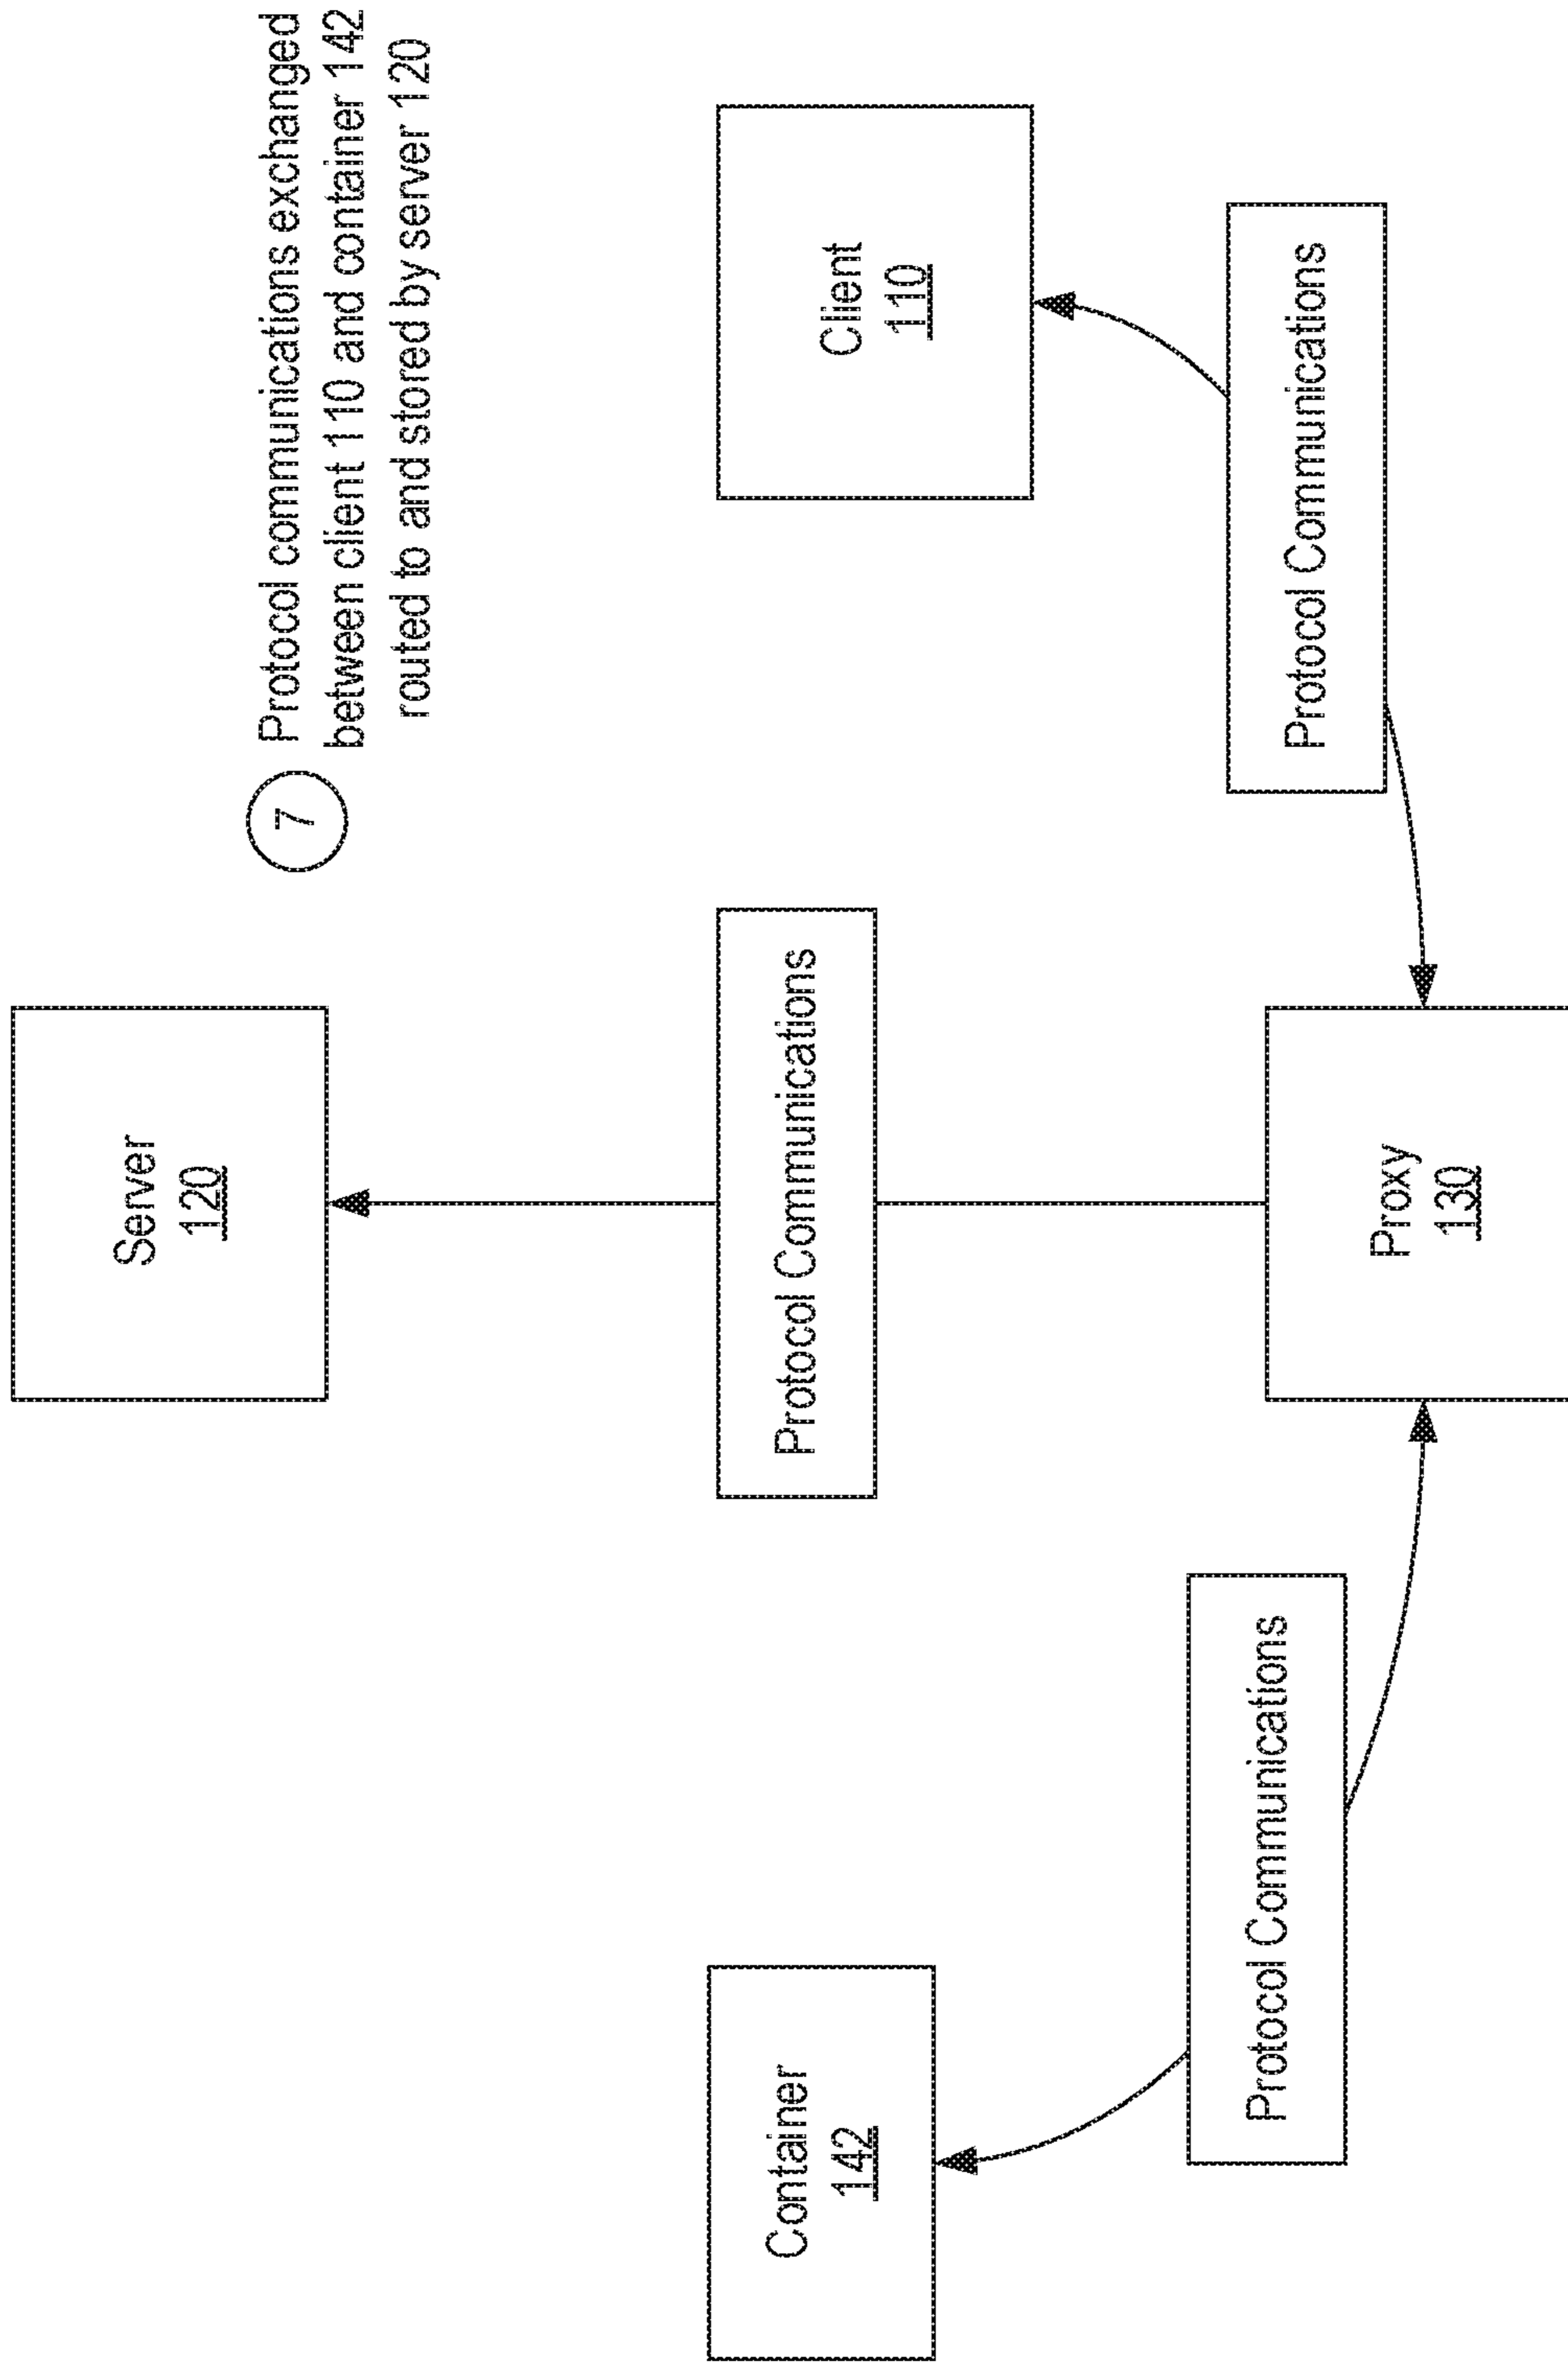 7
Protocol communications exchanged
between client 110 and container 142
routed to and stored by server 120
Server
120
Protocol Communications
Container
142
Client
110
Protocol Communications
Protocol Communications
Proxy
130